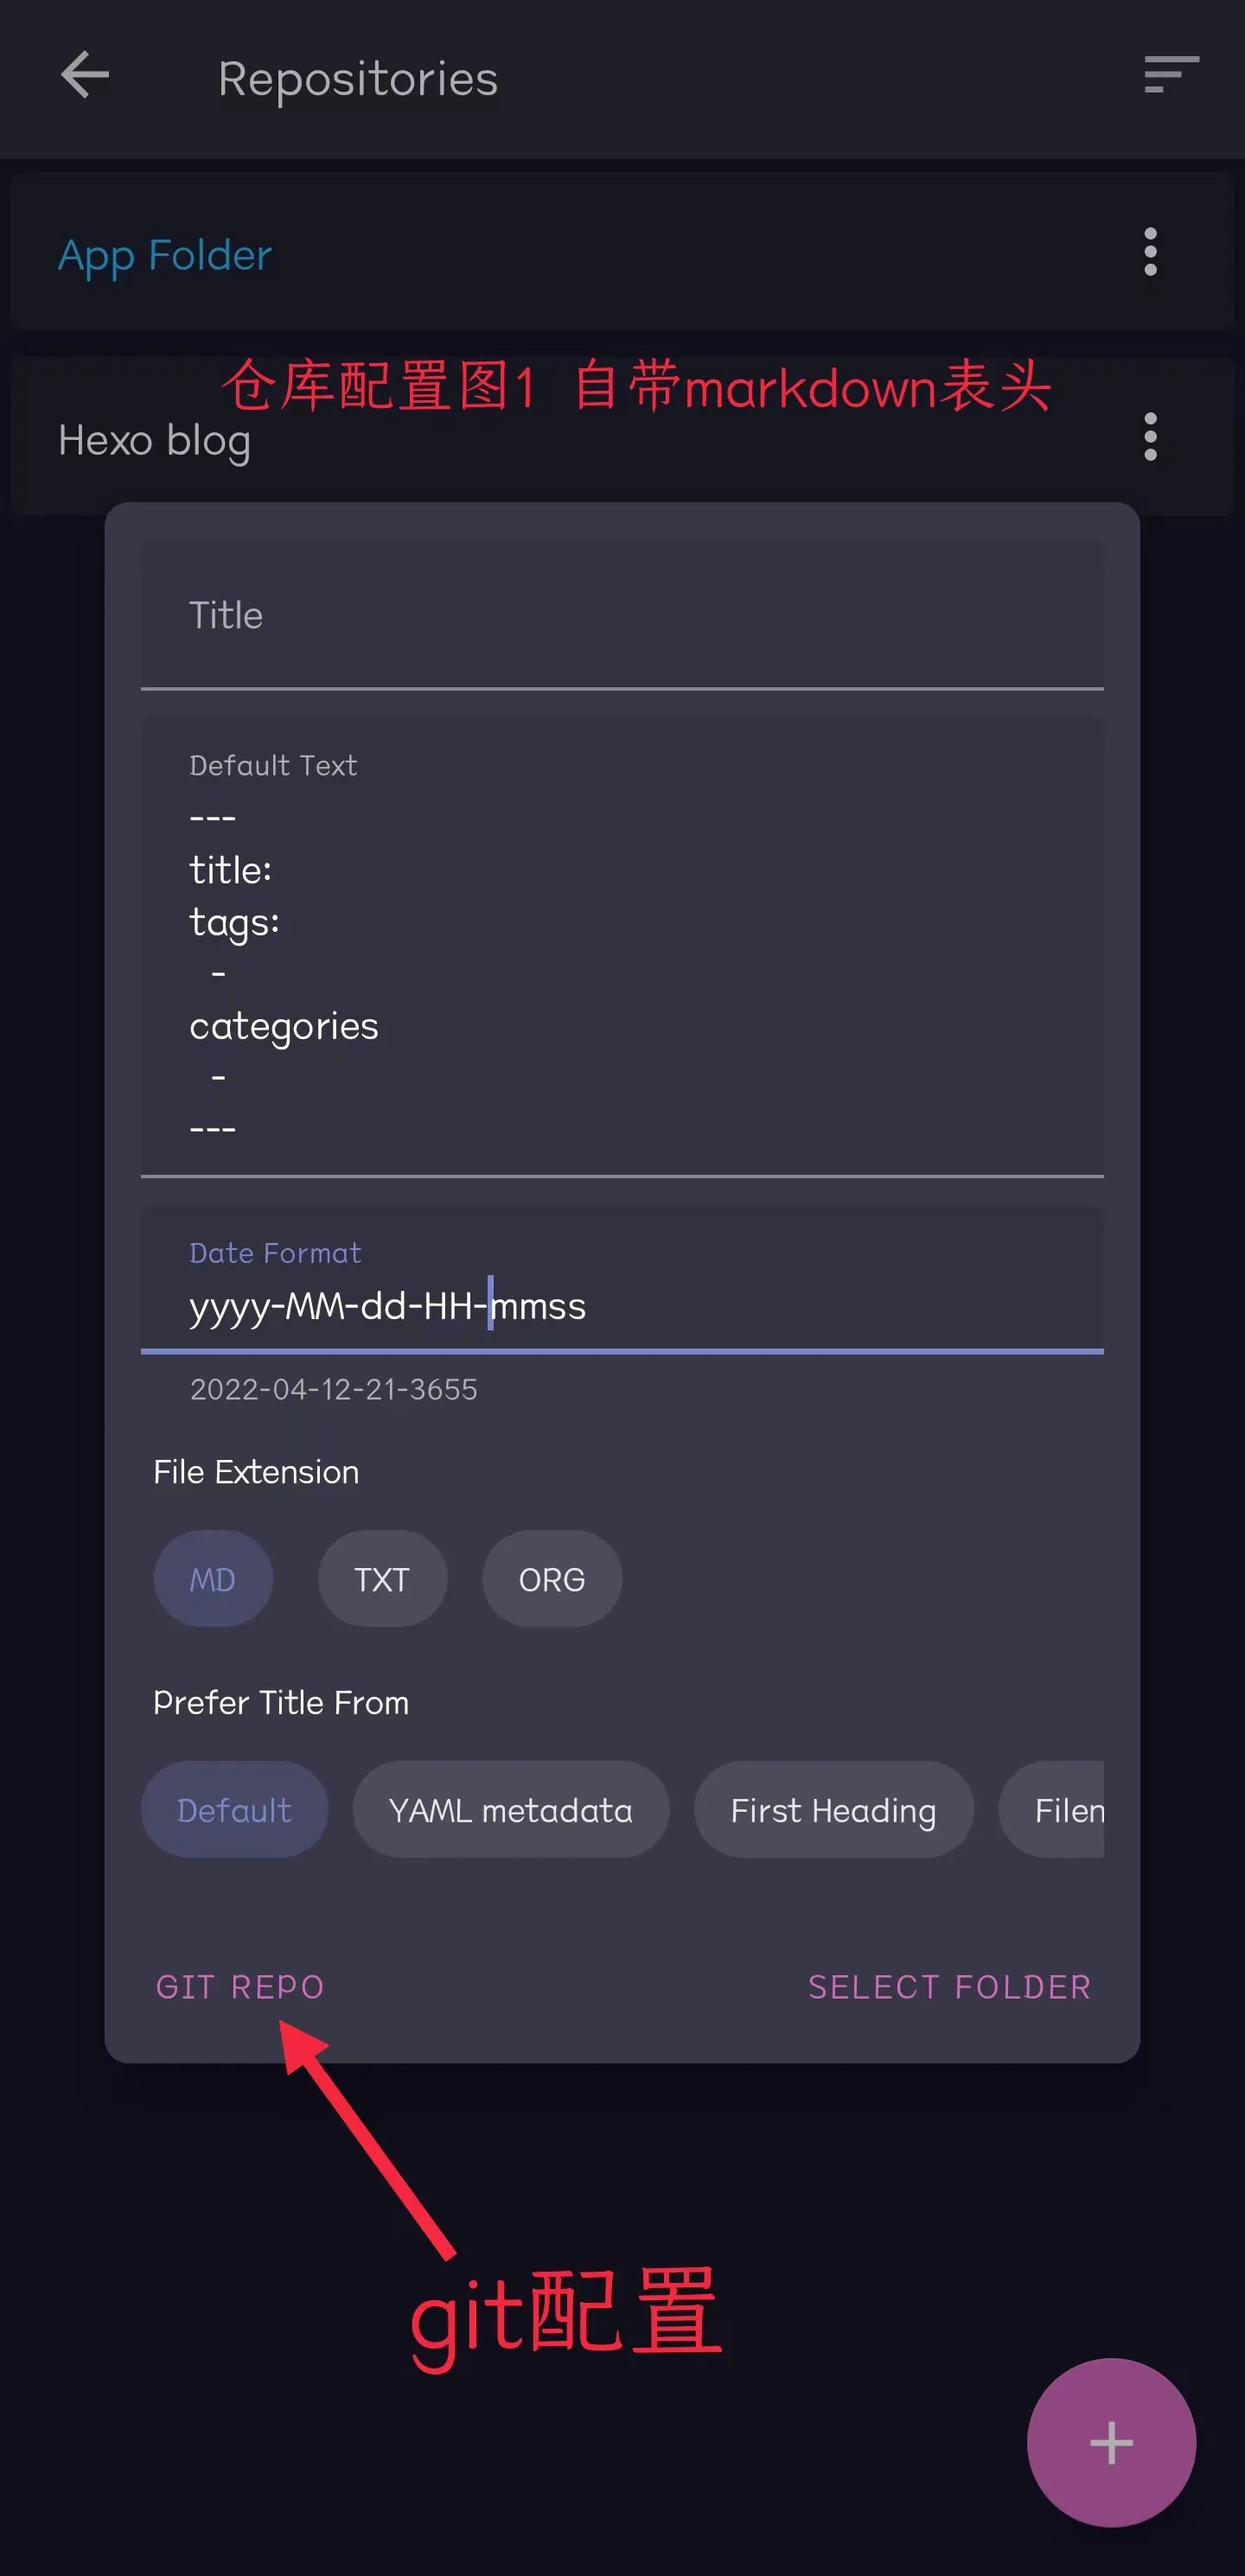 Repositories
App Folder
仓库配置图1 自带markdown表头
Hexo blog
Title
Default Text
---
title:
tags:
  -
categories
  -
---
Date Format
yyyy-MM-dd-HH-mmss
2022-04-12-21-3655
File Extension
MD TXT ORG
Prefer Title From
Default YAML metadata First Heading Filen
GIT REPO SELECT FOLDER
git配置